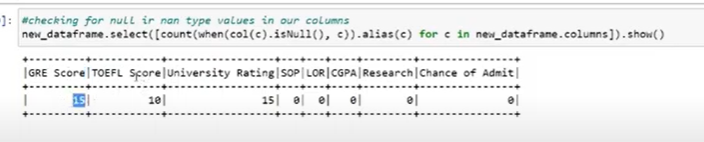 ]: #checking for null ir nan type values in our columns
new_dataframe.select([count(when(col(c).isNull(), c)).alias(c) for c in new_dataframe.columns]).show()
+---------+-----------+-----------------+---+---+----+--------+---------------+
|GRE Score|TOEFL Score|University Rating|SOP|LOR|CGPA|Research|Chance of Admit|
+---------+-----------+-----------------+---+---+----+--------+---------------+
|       15|         10|               15|  0|  0|   0|       0|              0|
+---------+-----------+-----------------+---+---+----+--------+---------------+